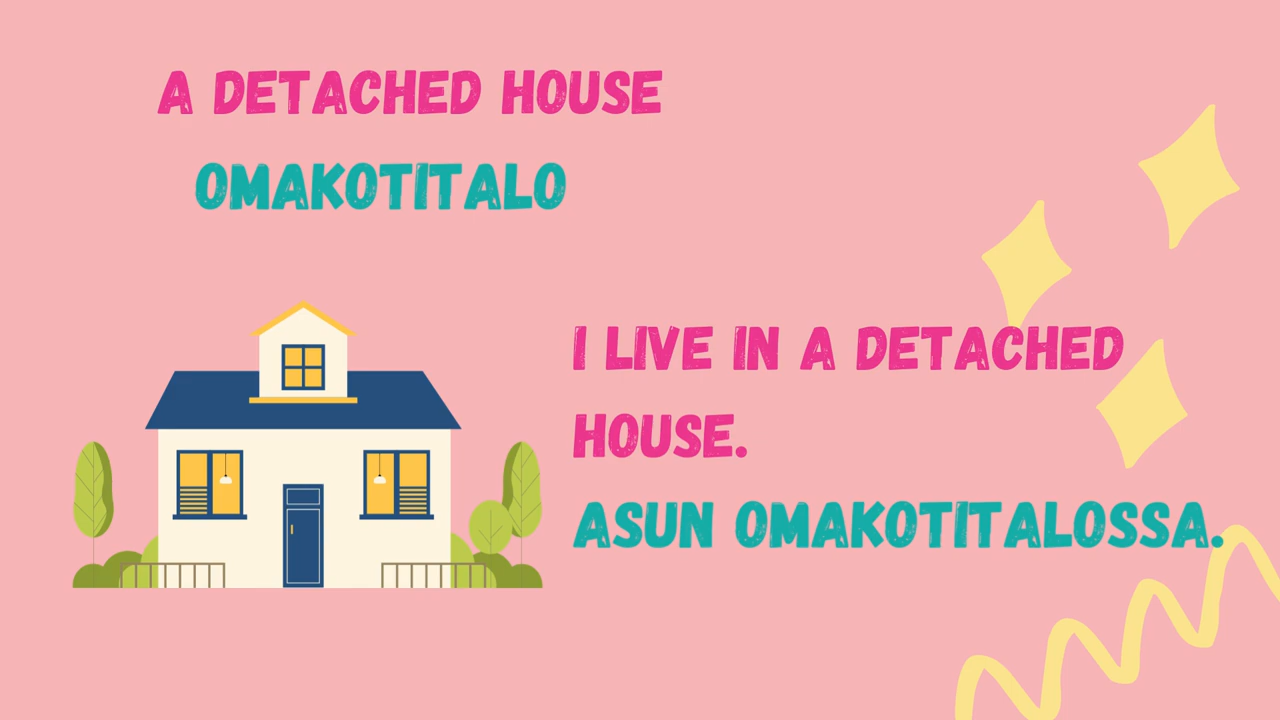 A DETACHED HOUSE
OMAKOTITALO
I LIVE IN A DETACHED
HOUSE.
ASUN OMAKOTITALOSSA.